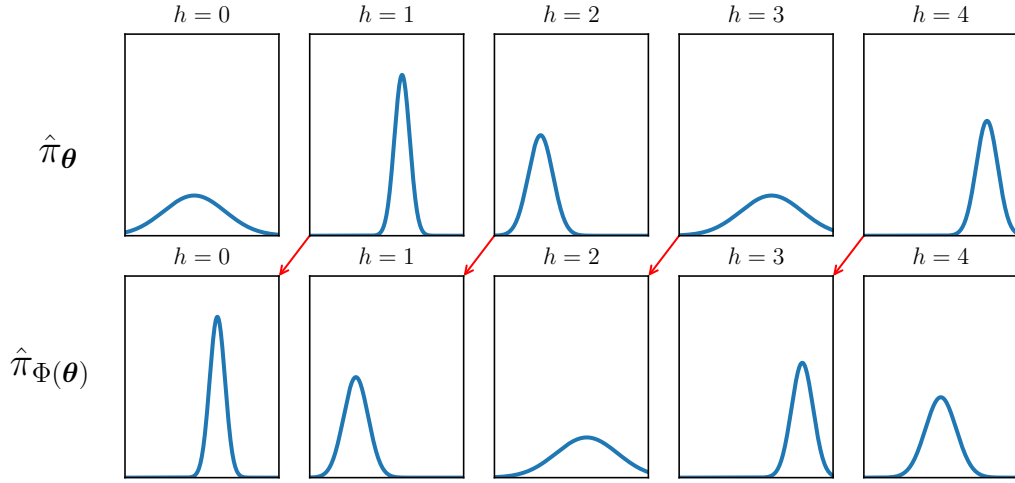 h = 0 h = 1 h = 2 h = 3 h = 4
π̂_θ
h = 0 h = 1 h = 2 h = 3 h = 4
π̂_Φ(θ)